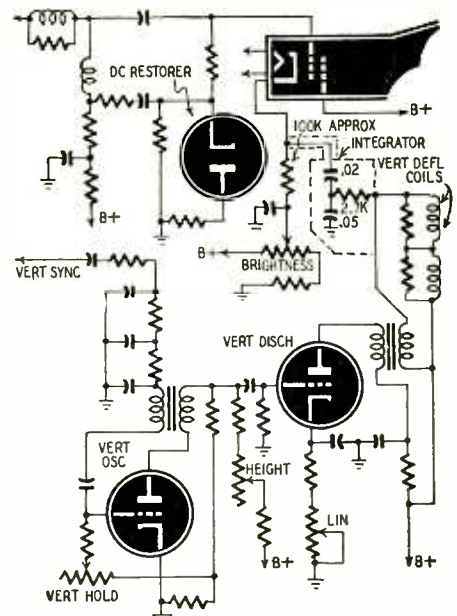 DC RESTORER
B+
100K APPROX
INTEGRATOR
VERT DEFL
COILS
.02
.05
B+
B+
BRIGHTNESS
VERT SYNC
VERT DISCH
VERT
OSC
HEIGHT
LIN
B+
B+
VERT HOLD